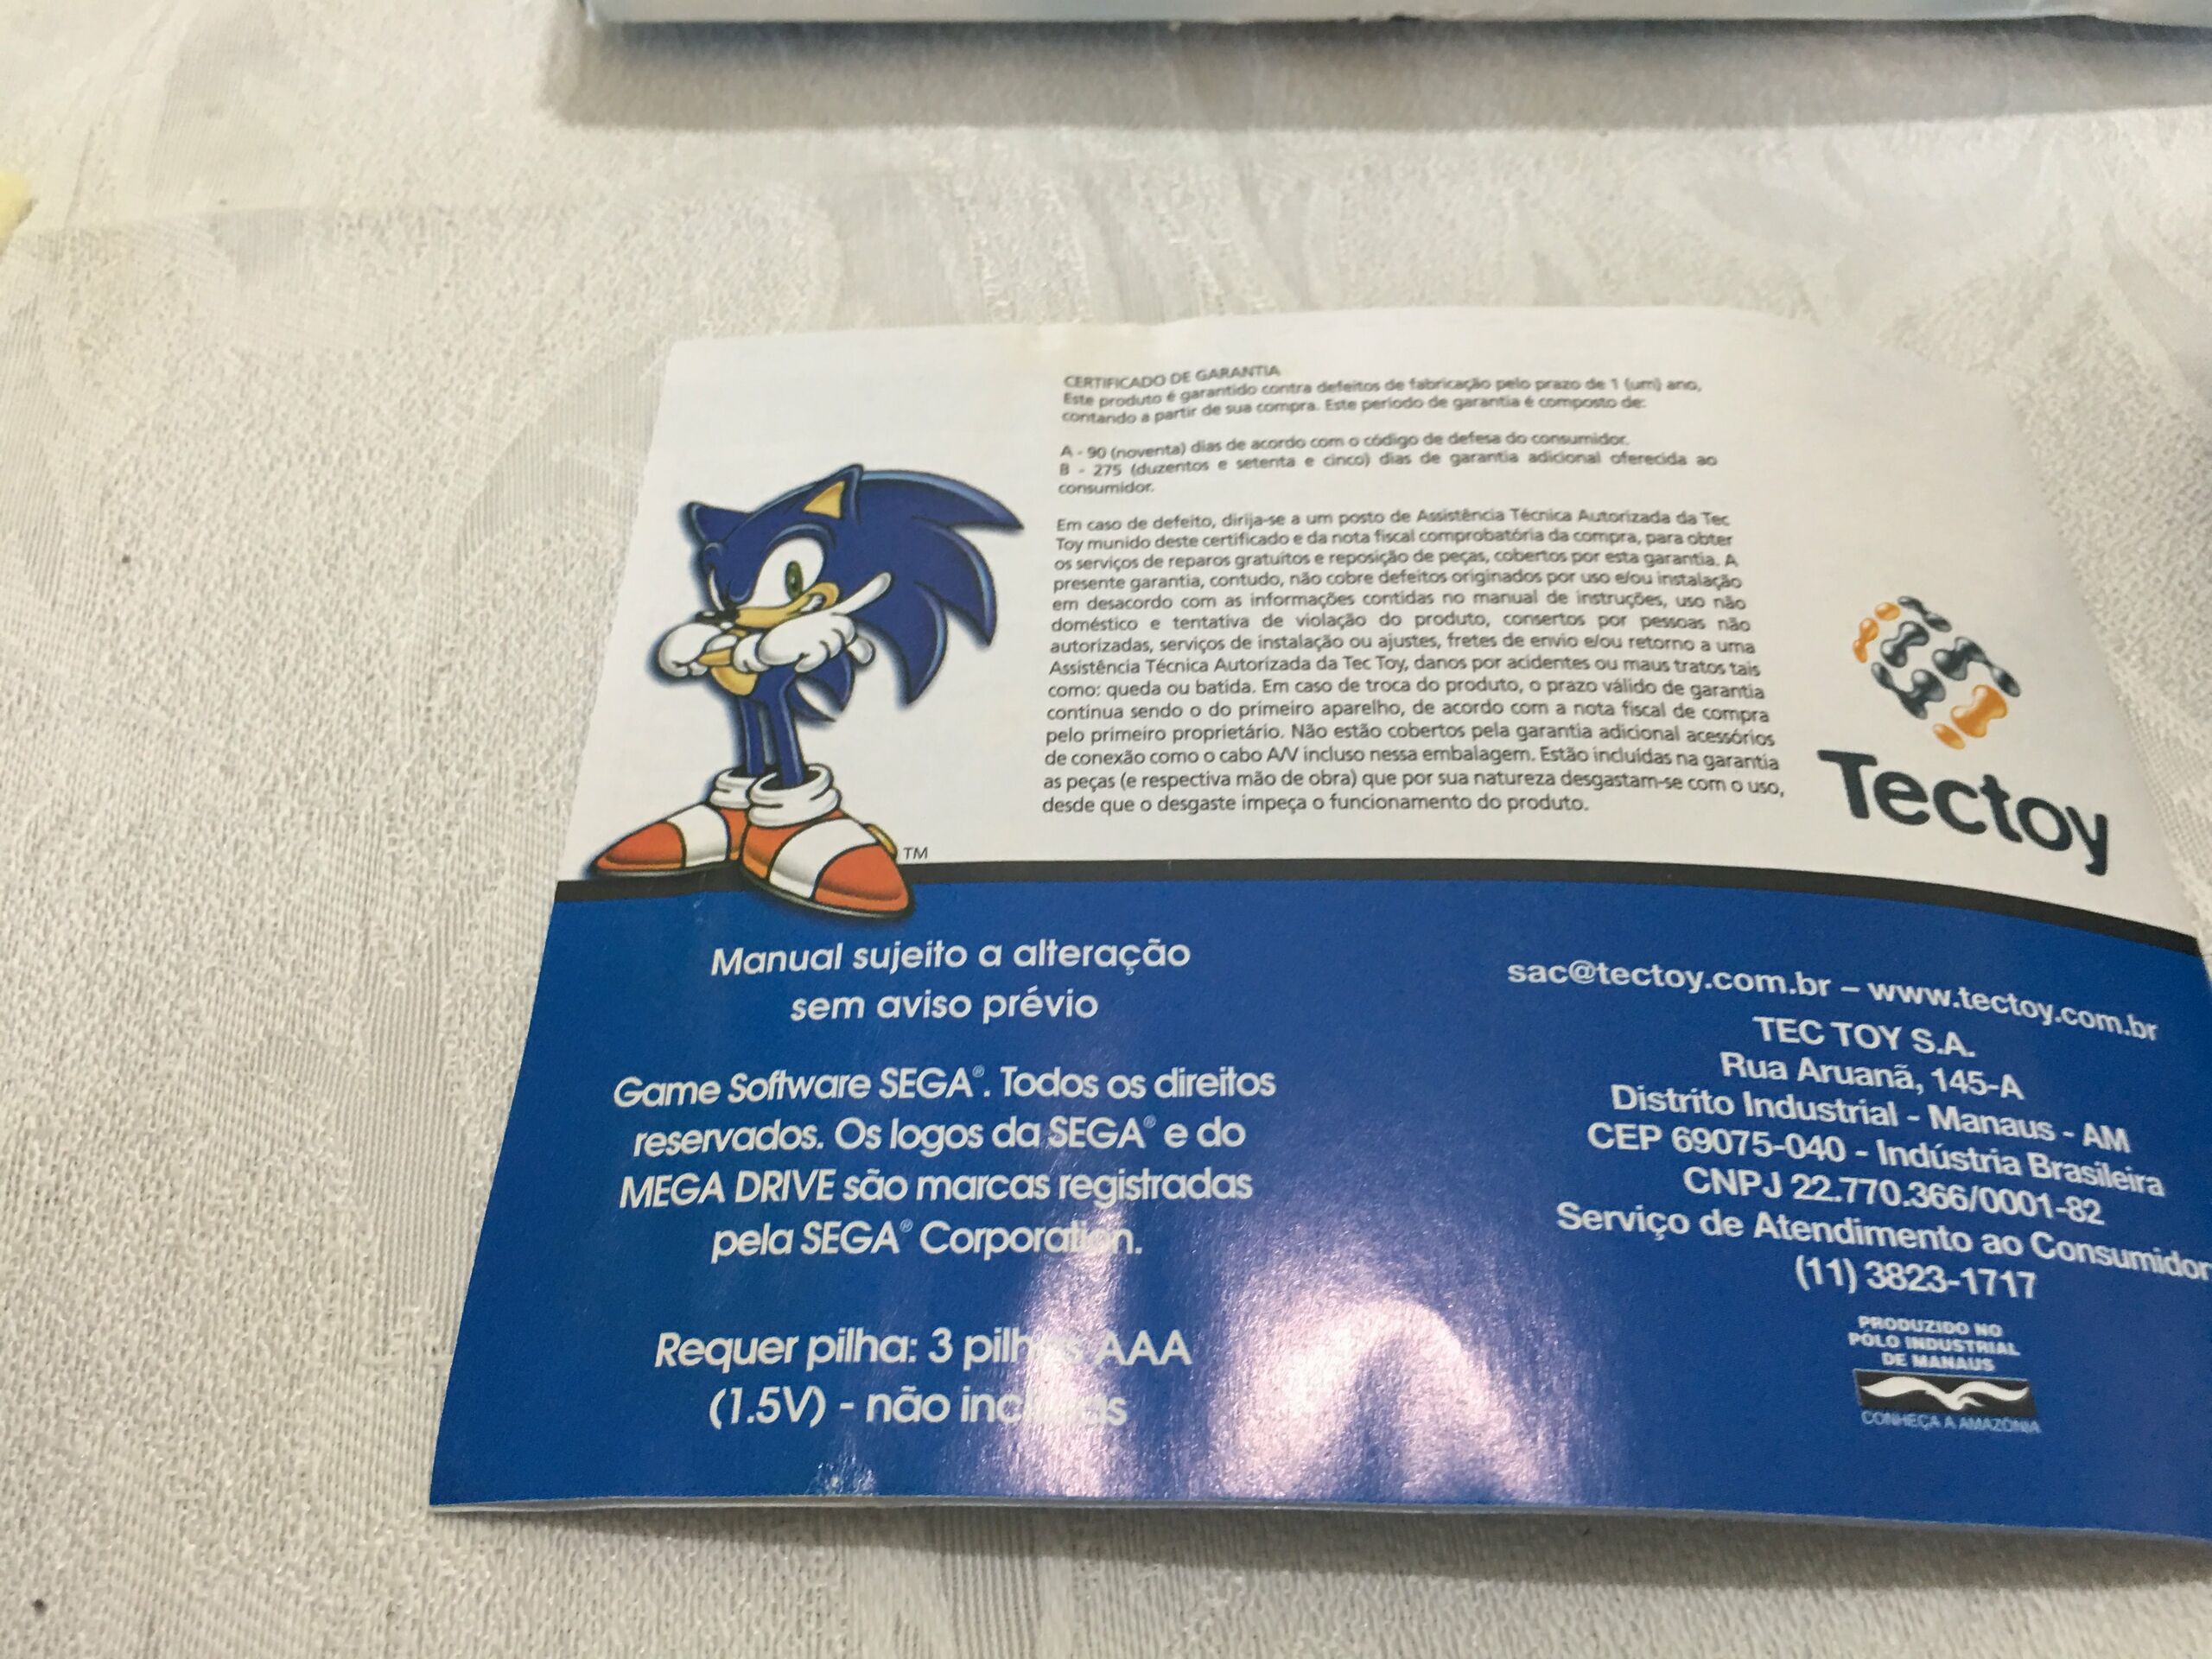 CERTIFICADO DE GARANTIA
Este produto é garantido contra defeitos de fabricação pelo prazo de 1 (um) ano,
contando a partir de sua compra. Este período de garantia é composto de:
A - 90 (noventa) dias de acordo com o código de defesa do consumidor.
B - 275 (duzentos e setenta e cinco) dias de garantia adicional oferecida ao
consumidor.
Em caso de defeito, dirija-se a um posto de Assistência Técnica Autorizada da Tec
Toy munido deste certificado e da nota fiscal comprobatória da compra, para obter
os serviços de reparos gratuitos e reposição de peças, cobertos por esta garantia. A
presente garantia, contudo, não cobre defeitos originados por uso e/ou instalação
em desacordo com as informações contidas no manual de instruções, uso não
doméstico e tentativa de violação do produto, consertos por pessoas não
autorizadas, serviços de instalação ou ajustes, fretes de envio e/ou retorno a uma
Assistência Técnica Autorizada da Tec Toy, danos por acidentes ou maus tratos tais
como: queda ou batida. Em caso de troca do produto, o prazo válido de garantia
continua sendo o do primeiro aparelho, de acordo com a nota fiscal de compra
pelo primeiro proprietário. Não estão cobertos pela garantia adicional acessórios
de conexão como o cabo A/V incluso nessa embalagem. Estão incluídas na garantia
as peças (e respectiva mão de obra) que por sua natureza desgastam-se com o uso,
desde que o desgaste impeça o funcionamento do produto.
Tectoy
TM
Manual sujeito a alteração
sem aviso prévio
Game Software SEGA®. Todos os direitos
reservados. Os logos da SEGA® e do
MEGA DRIVE são marcas registradas
pela SEGA® Corporation.
Requer pilha: 3 pilhas AAA
(1.5V) - não
sac@tectoy.com.br – www.tectoy.com.br
TEC TOY S.A.
Rua Aruanã, 145-A
Distrito Industrial - Manaus - AM
CEP 69075-040 - Indústria Brasileira
CNPJ 22.770.366/0001-82
Serviço de Atendimento ao Consumidor
(11) 3823-1717
PRODUZIDO NO
PÓLO INDUSTRIAL
DE MANAUS
CONHEÇA A AMAZÔNIA